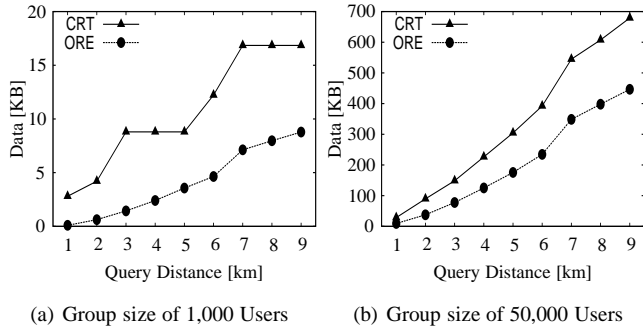 20
15
10
5
0
CRT
ORE
Data [KB]
1 2 3 4 5 6 7 8 9
Query Distance [km]
(a) Group size of 1,000 Users
700
600
500
400
300
200
100
0
CRT
ORE
Data [KB]
1 2 3 4 5 6 7 8 9
Query Distance [km]
(b) Group size of 50,000 Users